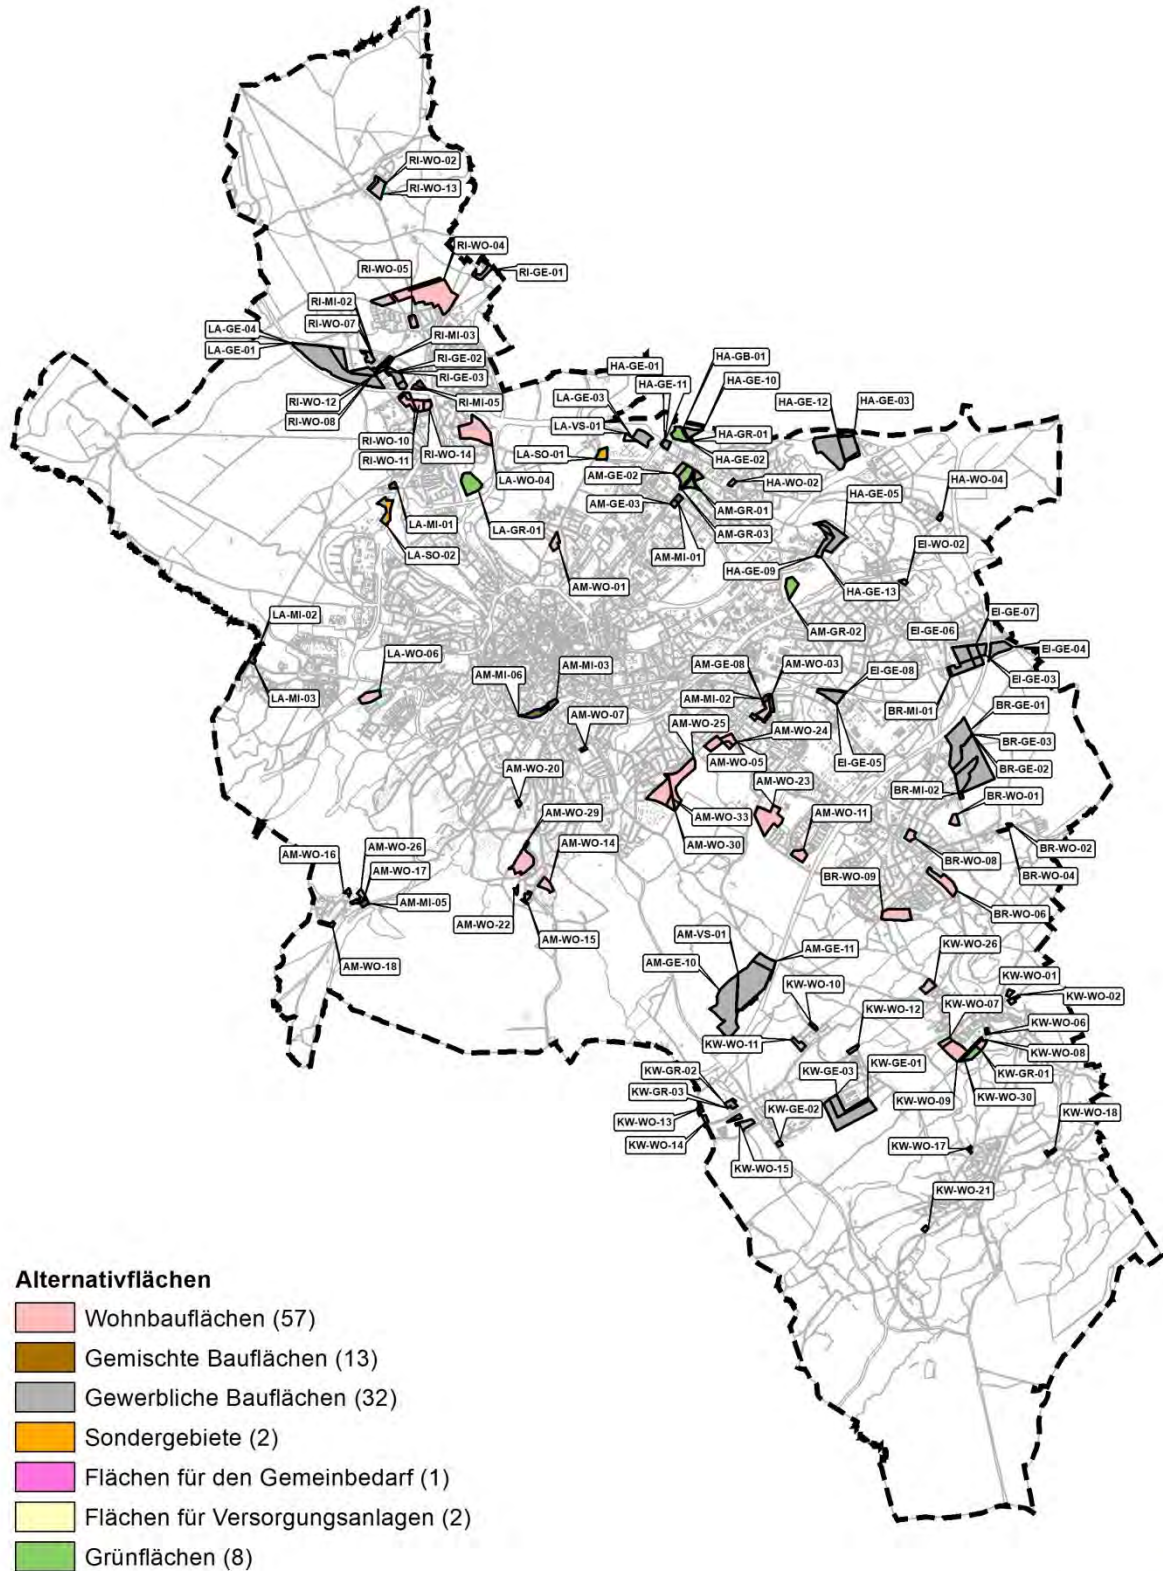 RI-WO-02
RI-WO-13
RI-WO-04
RI-WO-05
RI-GE-01
RI-MI-02
RI-WO-07
LA-GE-04
LA-GE-01
RI-MI-03
RI-GE-02
RI-GE-03
RI-WO-12
RI-WO-08
RI-MI-05
RI-WO-10
RI-WO-11
RI-WO-14
HA-GE-01
HA-GB-01
HA-GE-11
HA-GE-10
LA-GE-03
LA-VS-01
HA-GE-12
HA-GE-03
HA-GR-01
HA-GE-02
LA-SO-01
LA-WO-04
AM-GE-02
HA-WO-02
HA-WO-04
AM-GE-03
AM-GR-01
AM-GR-03
HA-GE-05
LA-MI-01
LA-GR-01
LA-SO-02
AM-MI-01
EI-WO-02
HA-GE-09
AM-WO-01
HA-GE-13
AM-GR-02
LA-MI-02
LA-WO-06
LA-MI-03
EI-GE-07
EI-GE-06
EI-GE-04
EI-GE-03
AM-MI-03
AM-MI-06
AM-GE-08
AM-WO-03
EI-GE-08
AM-MI-02
BR-MI-01
BR-GE-01
AM-WO-07
AM-WO-25
AM-WO-24
BR-GE-03
AM-WO-05
EI-GE-05
BR-GE-02
AM-WO-20
AM-WO-23
BR-MI-02
BR-WO-01
AM-WO-29
AM-WO-33
AM-WO-11
AM-WO-14
AM-WO-30
BR-WO-02
AM-WO-16
AM-WO-26
AM-WO-17
BR-WO-08
BR-WO-04
AM-MI-05
BR-WO-09
AM-WO-22
AM-WO-15
BR-WO-06
AM-VS-01
AM-GE-11
AM-WO-18
AM-GE-10
KW-WO-26
KW-WO-01
KW-WO-02
KW-WO-10
KW-WO-12
KW-WO-07
KW-WO-06
KW-WO-11
KW-WO-08
KW-GE-03
KW-GE-01
KW-GR-01
KW-GR-02
KW-GR-03
KW-WO-09
KW-WO-30
KW-WO-13
KW-GE-02
KW-WO-18
KW-WO-14
KW-WO-17
KW-WO-15
KW-WO-21
Alternativflächen
Wohnbauflächen (57)
Gemischte Bauflächen (13)
Gewerbliche Bauflächen (32)
Sondergebiete (2)
Flächen für den Gemeinbedarf (1)
Flächen für Versorgungsanlagen (2)
Grünflächen (8)